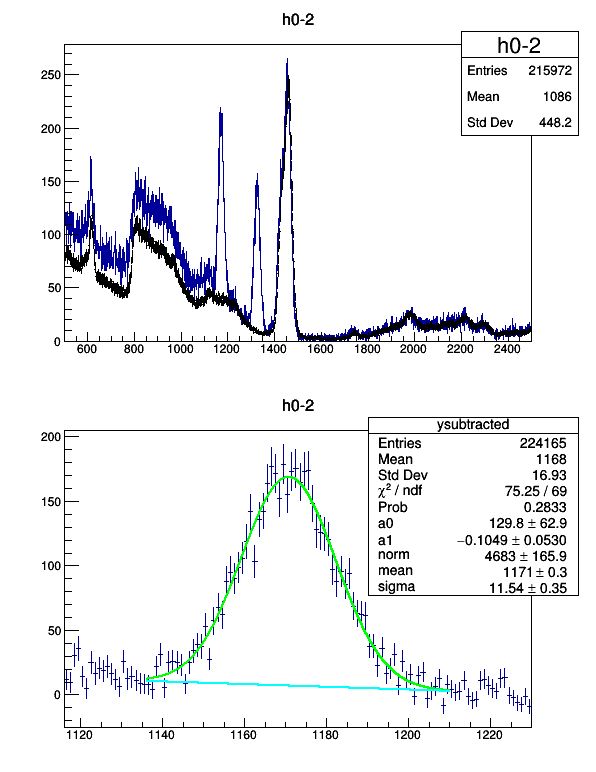 h0-2
h0-2
Entries 215972
Mean 1086
Std Dev 448.2
250
200
150
100
50
0
600 800 1000 1200 1400 1600 1800 2000 2200 2400
h0-2
ysubtracted
Entries 224165
Mean 1168
Std Dev 16.93
χ² / ndf 75.25 / 69
Prob 0.2833
a0 129.8 ± 62.9
a1 −0.1049 ± 0.0530
norm 4683 ± 165.9
mean 1171 ± 0.3
sigma 11.54 ± 0.35
200
150
100
50
0
1120 1140 1160 1180 1200 1220